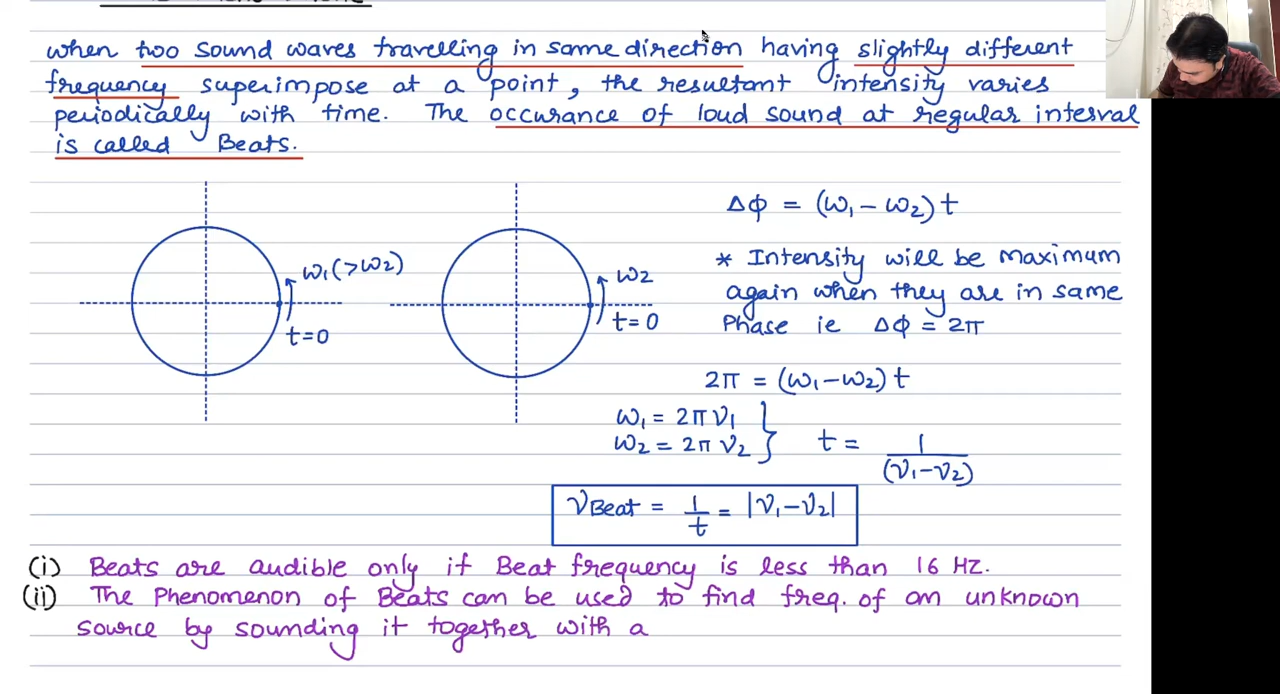 when two sound waves travelling in same direction having slightly different
frequency superimpose at a point, the resultant intensity varies
periodically with time. The occurance of loud sound at regular interval
is called Beats.
Δϕ = (ω1 - ω2) t
ω1 (>ω2)
t=0
ω2
t=0
* Intensity will be maximum
again when they are in same
Phase ie Δϕ = 2π
2π = (ω1-ω2) t
ω1 = 2π ν1
ω2 = 2π ν2
t = 1/(ν1-ν2)
νBeat = 1/t = |ν1-ν2|
(i) Beats are audible only if Beat frequency is less than 16 HZ.
(ii) The Phenomenon of Beats can be used to find freq. of an unknown
source by sounding it together with a